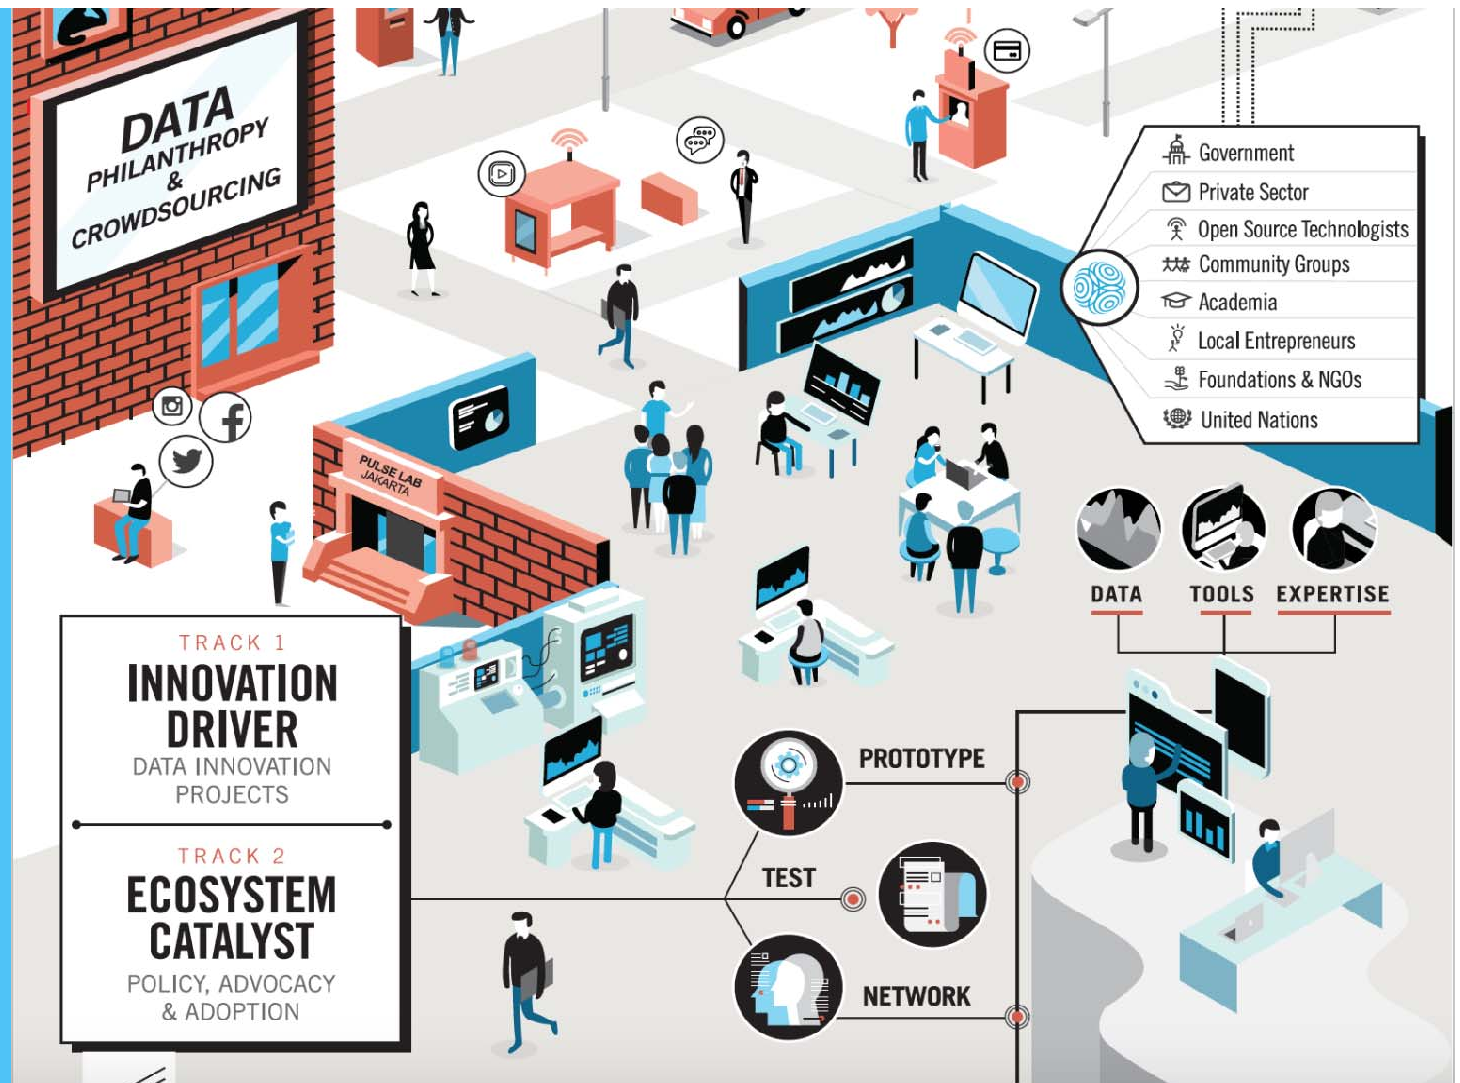 DATA
PHILANTHROPY
&
CROWDSOURCING
Government
Private Sector
Open Source Technologists
Community Groups
Academia
Local Entrepreneurs
Foundations & NGOs
United Nations
PULSE LAB
JAKARTA
DATA
TOOLS
EXPERTISE
TRACK 1
INNOVATION
DRIVER
DATA INNOVATION
PROJECTS
TRACK 2
ECOSYSTEM
CATALYST
POLICY, ADVOCACY
& ADOPTION
PROTOTYPE
TEST
NETWORK